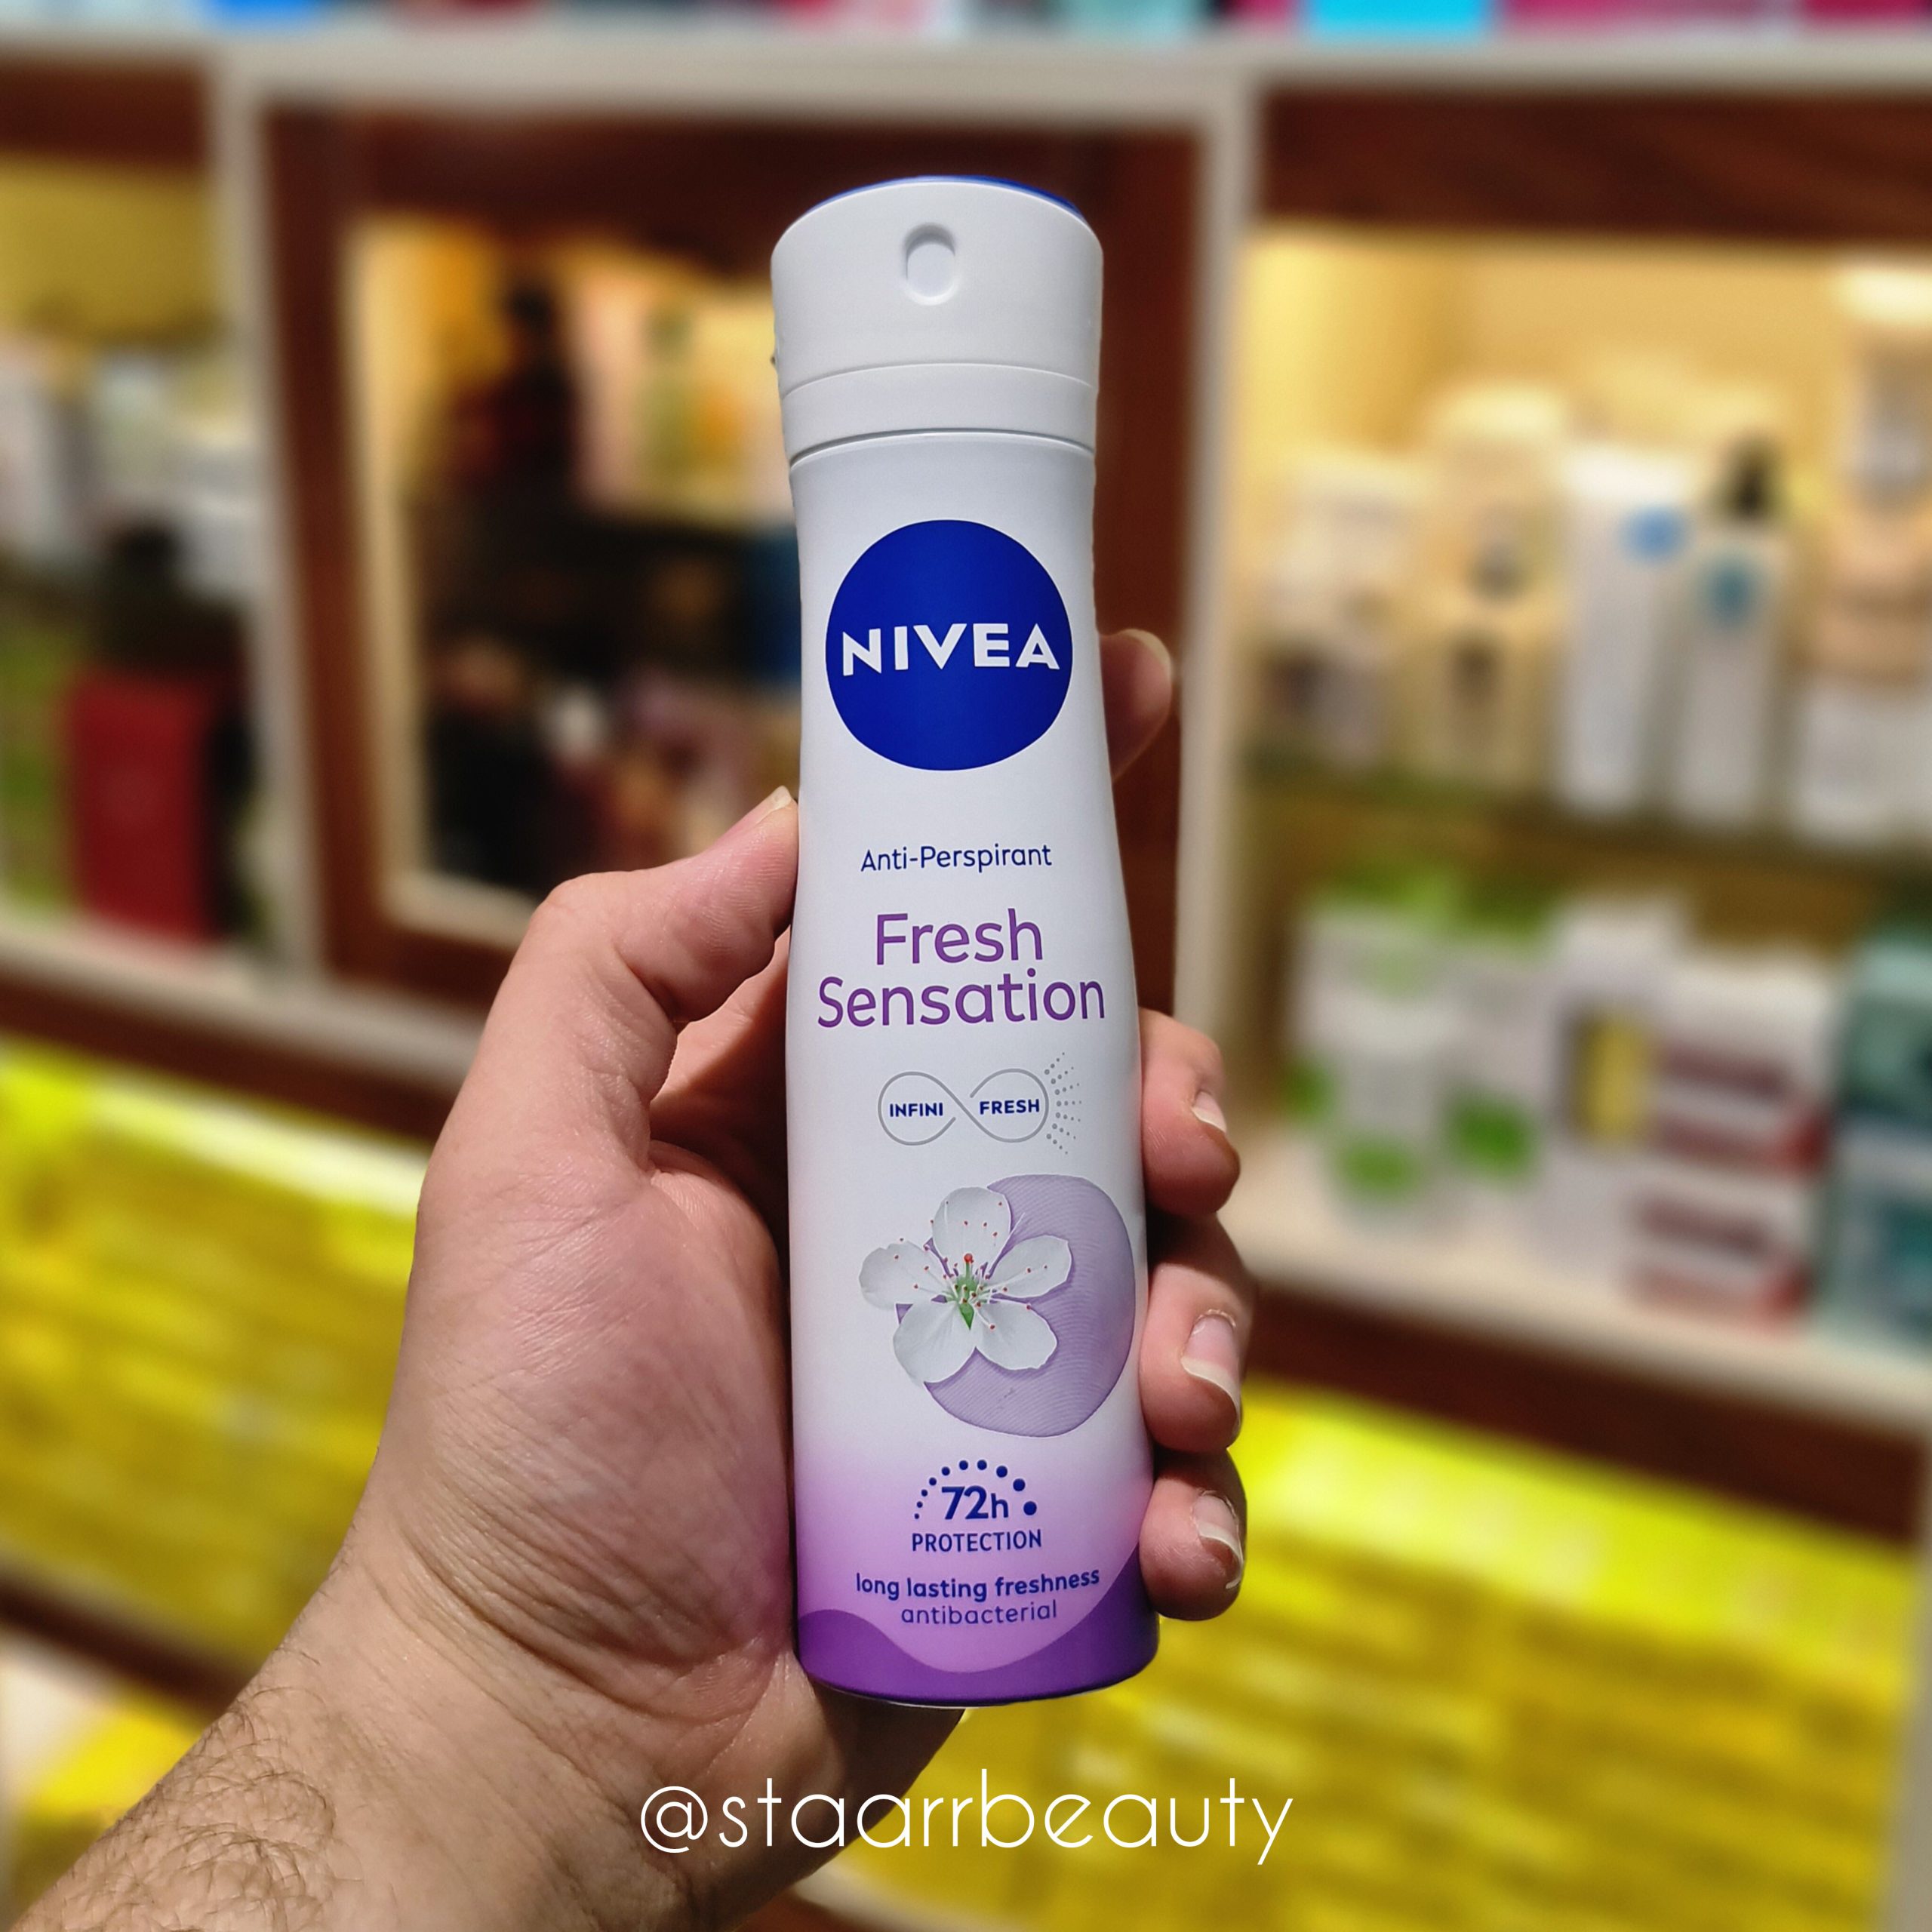 NIVEA
Anti-Perspirant
Fresh
Sensation
INFINI FRESH
72h
PROTECTION
long lasting freshness
antibacterial
@staarrbeauty